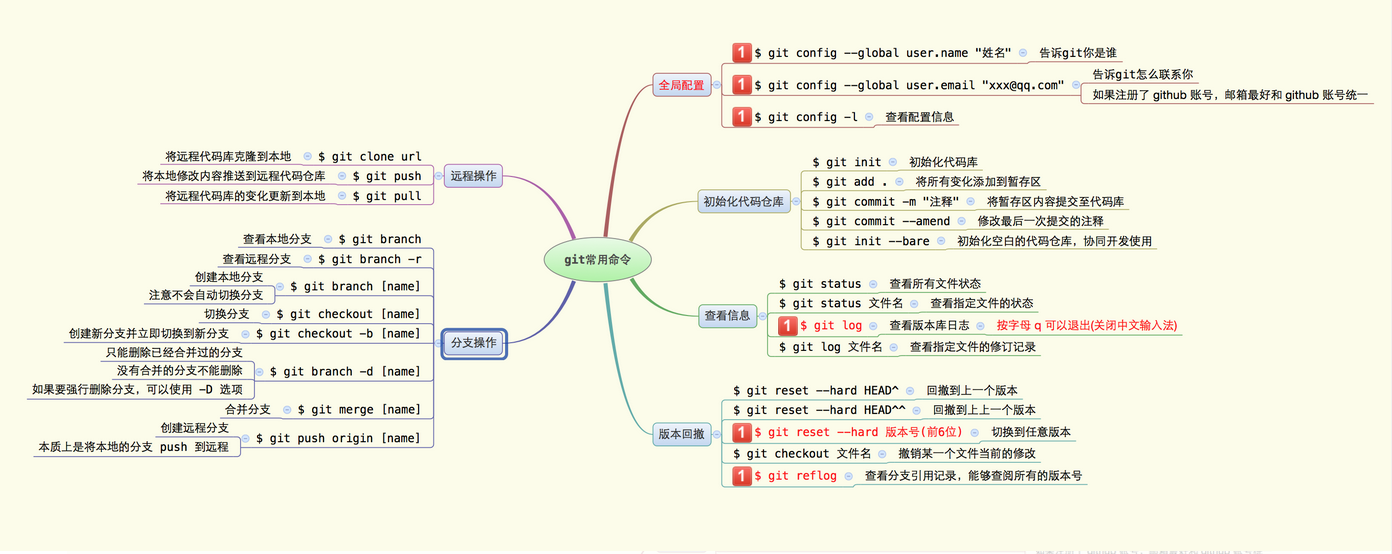 git常用命令
全局配置
1 $ git config --global user.name "姓名" 告诉git你是谁
1 $ git config --global user.email "xxx@qq.com"
告诉git怎么联系你
如果注册了 github 账号，邮箱最好和 github 账号统一
1 $ git config -l 查看配置信息
初始化代码仓库
$ git init 初始化代码库
$ git add . 将所有变化添加到暂存区
$ git commit -m "注释" 将暂存区内容提交至代码库
$ git commit --amend 修改最后一次提交的注释
$ git init --bare 初始化空白的代码仓库，协同开发使用
查看信息
$ git status 查看所有文件状态
$ git status 文件名 查看指定文件的状态
1 $ git log 查看版本库日志 按字母 q 可以退出(关闭中文输入法)
$ git log 文件名 查看指定文件的修订记录
版本回撤
$ git reset --hard HEAD^ 回撤到上一个版本
$ git reset --hard HEAD^^ 回撤到上上一个版本
1 $ git reset --hard 版本号(前6位) 切换到任意版本
$ git checkout 文件名 撤销某一个文件当前的修改
1 $ git reflog 查看分支引用记录，能够查阅所有的版本号
远程操作
将远程代码库克隆到本地 $ git clone url
将本地修改内容推送到远程代码仓库 $ git push
将远程代码库的变化更新到本地 $ git pull
分支操作
查看本地分支 $ git branch
查看远程分支 $ git branch -r
创建本地分支
注意不会自动切换分支
$ git branch [name]
切换分支 $ git checkout [name]
创建新分支并立即切换到新分支 $ git checkout -b [name]
只能删除已经合并过的分支
没有合并的分支不能删除
如果要强行删除分支，可以使用 -D 选项
$ git branch -d [name]
合并分支 $ git merge [name]
创建远程分支
本质上是将本地的分支 push 到远程
$ git push origin [name]